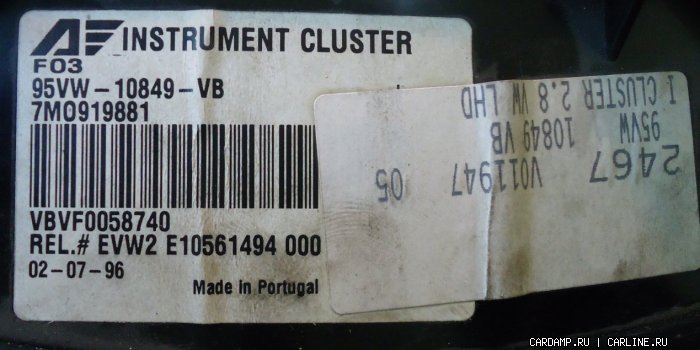 AF INSTRUMENT CLUSTER
F03
95VW-10849-VB
7M0919881
VBVF0058740
REL.# EVW2 E10561494 000
02-07-96
Made in Portugal
2467 V011947 05
95VW 10849 VB
I CLUSTER 2.8 VW LHD
CARDAMP.RU | CARLINE.RU